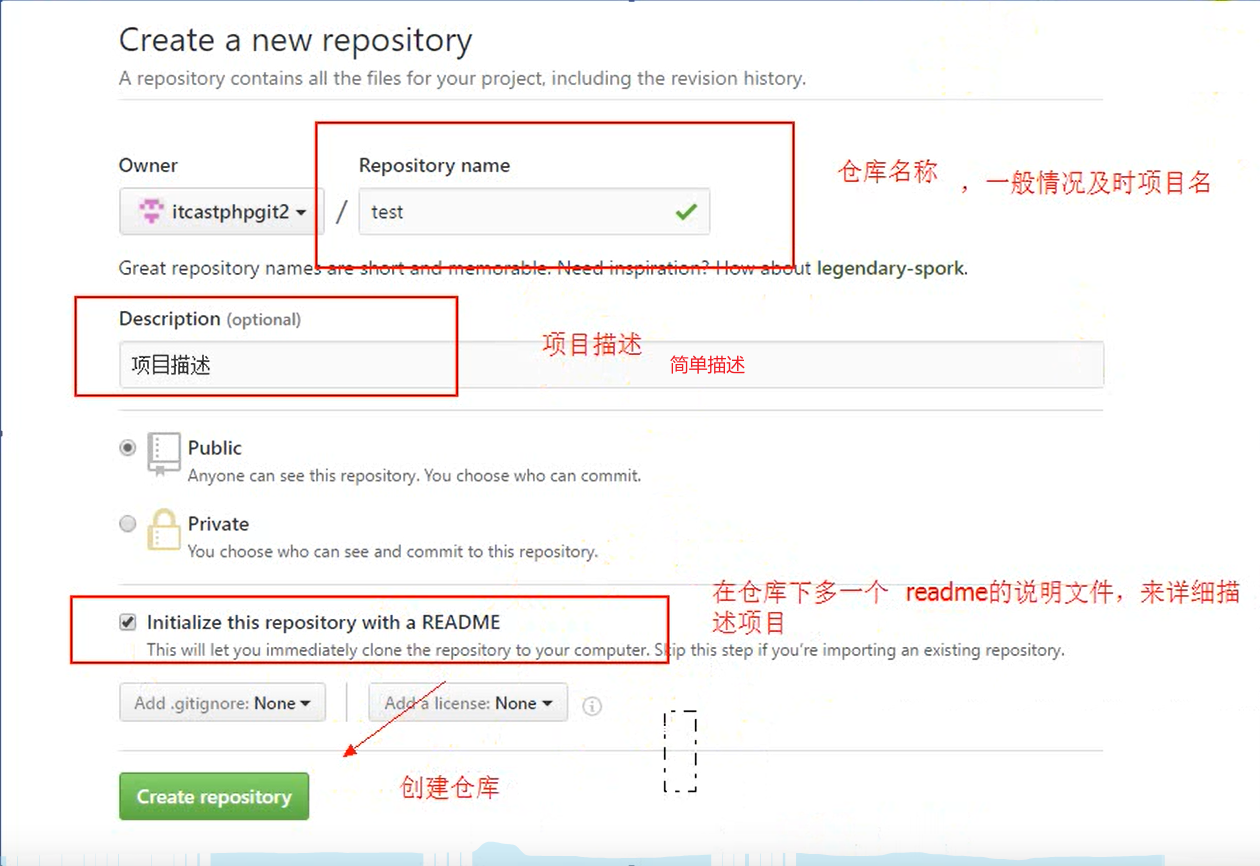 Create a new repository
A repository contains all the files for your project, including the revision history.
Owner
Repository name
仓库名称
，一般情况及时项目名
itcastphpgit2
/
test
Great repository names are short and memorable. Need inspiration? How about legendary-spork.
Description (optional)
项目描述
项目描述
简单描述
Public
Anyone can see this repository. You choose who can commit.
Private
You choose who can see and commit to this repository.
在仓库下多一个 readme的说明文件，来详细描
述项目
Initialize this repository with a README
This will let you immediately clone the repository to your computer. Skip this step if you’re importing an existing repository.
Add .gitignore: None
Add a license: None
创建仓库
Create repository